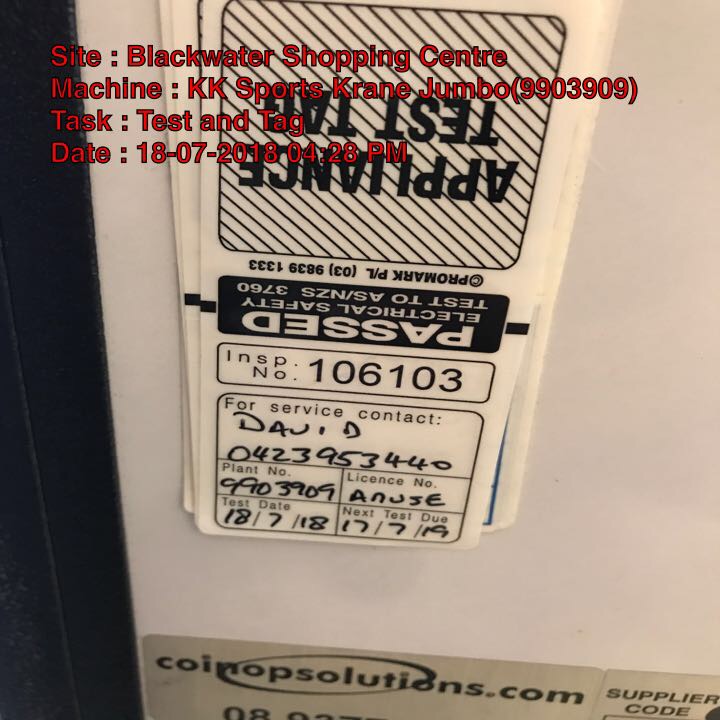 Site : Blackwater Shopping Centre
Machine : KK Sports Krane Jumbo(9903909)
Task : Test and Tag
Date : 18-07-2018 04:28 PM
APPLIANCE
TEST TAG
©PROMARK P/L (03) 9839 1333
PASSED
ELECTRICAL SAFETY
TEST TO AS/NZS 3760
Insp. No. 106103
For service contact:
DAVID
0423953440
Plant No. Licence No.
9903909 AMUSE
Test Date Next Test Due
18/7/18 17/7/19
coinopsolutions.com
SUPPLIER
CODE
08